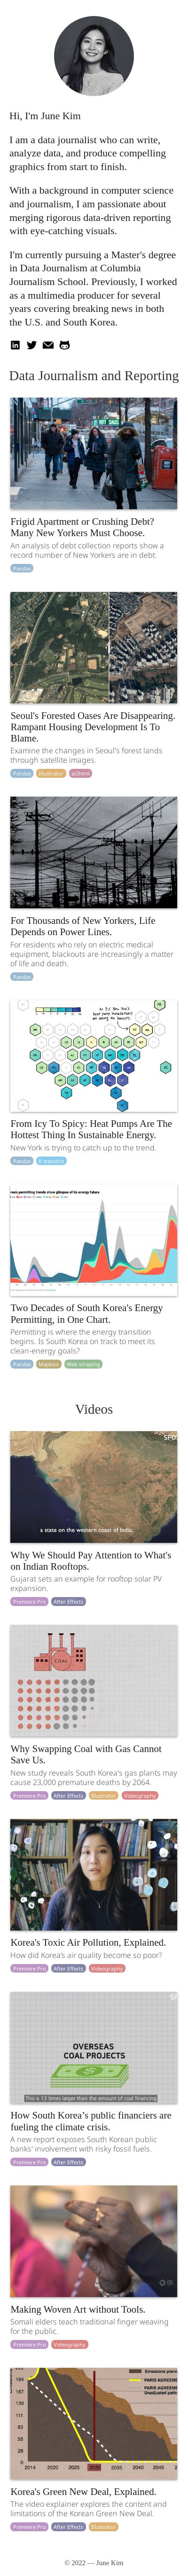 Hi, I'm June Kim
I am a data journalist who can write,
analyze data, and produce compelling
graphics from start to finish.
With a background in computer science
and journalism, I am passionate about
merging rigorous data-driven reporting
with eye-catching visuals.
I'm currently pursuing a Master's degree
in Data Journalism at Columbia
Journalism School. Previously, I worked
as a multimedia producer for several
years covering breaking news in both
the U.S. and South Korea.
Data Journalism and Reporting
Frigid Apartment or Crushing Debt?
Many New Yorkers Must Choose.
An analysis of debt collection reports show a
record number of New Yorkers are in debt.
Pandas
Seoul's Forested Oases Are Disappearing.
Rampant Housing Development Is To
Blame.
Examine the changes in Seoul's forest lands
through satellite images.
Pandas Illustrator ai2html
For Thousands of New Yorkers, Life
Depends on Power Lines.
For residents who rely on electric medical
equipment, blackouts are increasingly a matter
of life and death.
Pandas
From Icy To Spicy: Heat Pumps Are The
Hottest Thing In Sustainable Energy.
New York is trying to catch up to the trend.
Pandas
Two Decades of South Korea's Energy
Permitting, in One Chart.
Permitting is where the energy transition
begins. Is South Korea on track to meet its
clean-energy goals?
Pandas Mapbox Web scraping
Videos
a state on the western coast of India,
Why We Should Pay Attention to What's
on Indian Rooftops.
Gujarat sets an example for rooftop solar PV
expansion.
Premiere Pro After Effects
COAL
Why Swapping Coal with Gas Cannot
Save Us.
New study reveals South Korea's gas plants may
cause 23,000 premature deaths by 2064.
Premiere Pro After Effects Illustrator Videography
Korea's Toxic Air Pollution, Explained.
How did Korea's air quality become so poor?
Premiere Pro After Effects Videography
OVERSEAS
COAL PROJECTS
This is 13 times larger than the amount of coal financing
How South Korea's public financiers are
fueling the climate crisis.
A new report exposes South Korean public
banks' involvement with risky fossil fuels.
Premiere Pro After Effects
Making Woven Art without Tools.
Somali elders teach traditional finger weaving
for the public.
Premiere Pro Videography
Emissions plann
PARIS AGREEME
PARIS AGREEME
Unadjusted pathw
139
111
83
56
28
0
2014 2020 2025 2030 2035 2040 2045 2050
Korea's Green New Deal, Explained.
The video explainer explores the content and
limitations of the Korean Green New Deal.
Premiere Pro After Effects Illustrator
© 2022 — June Kim